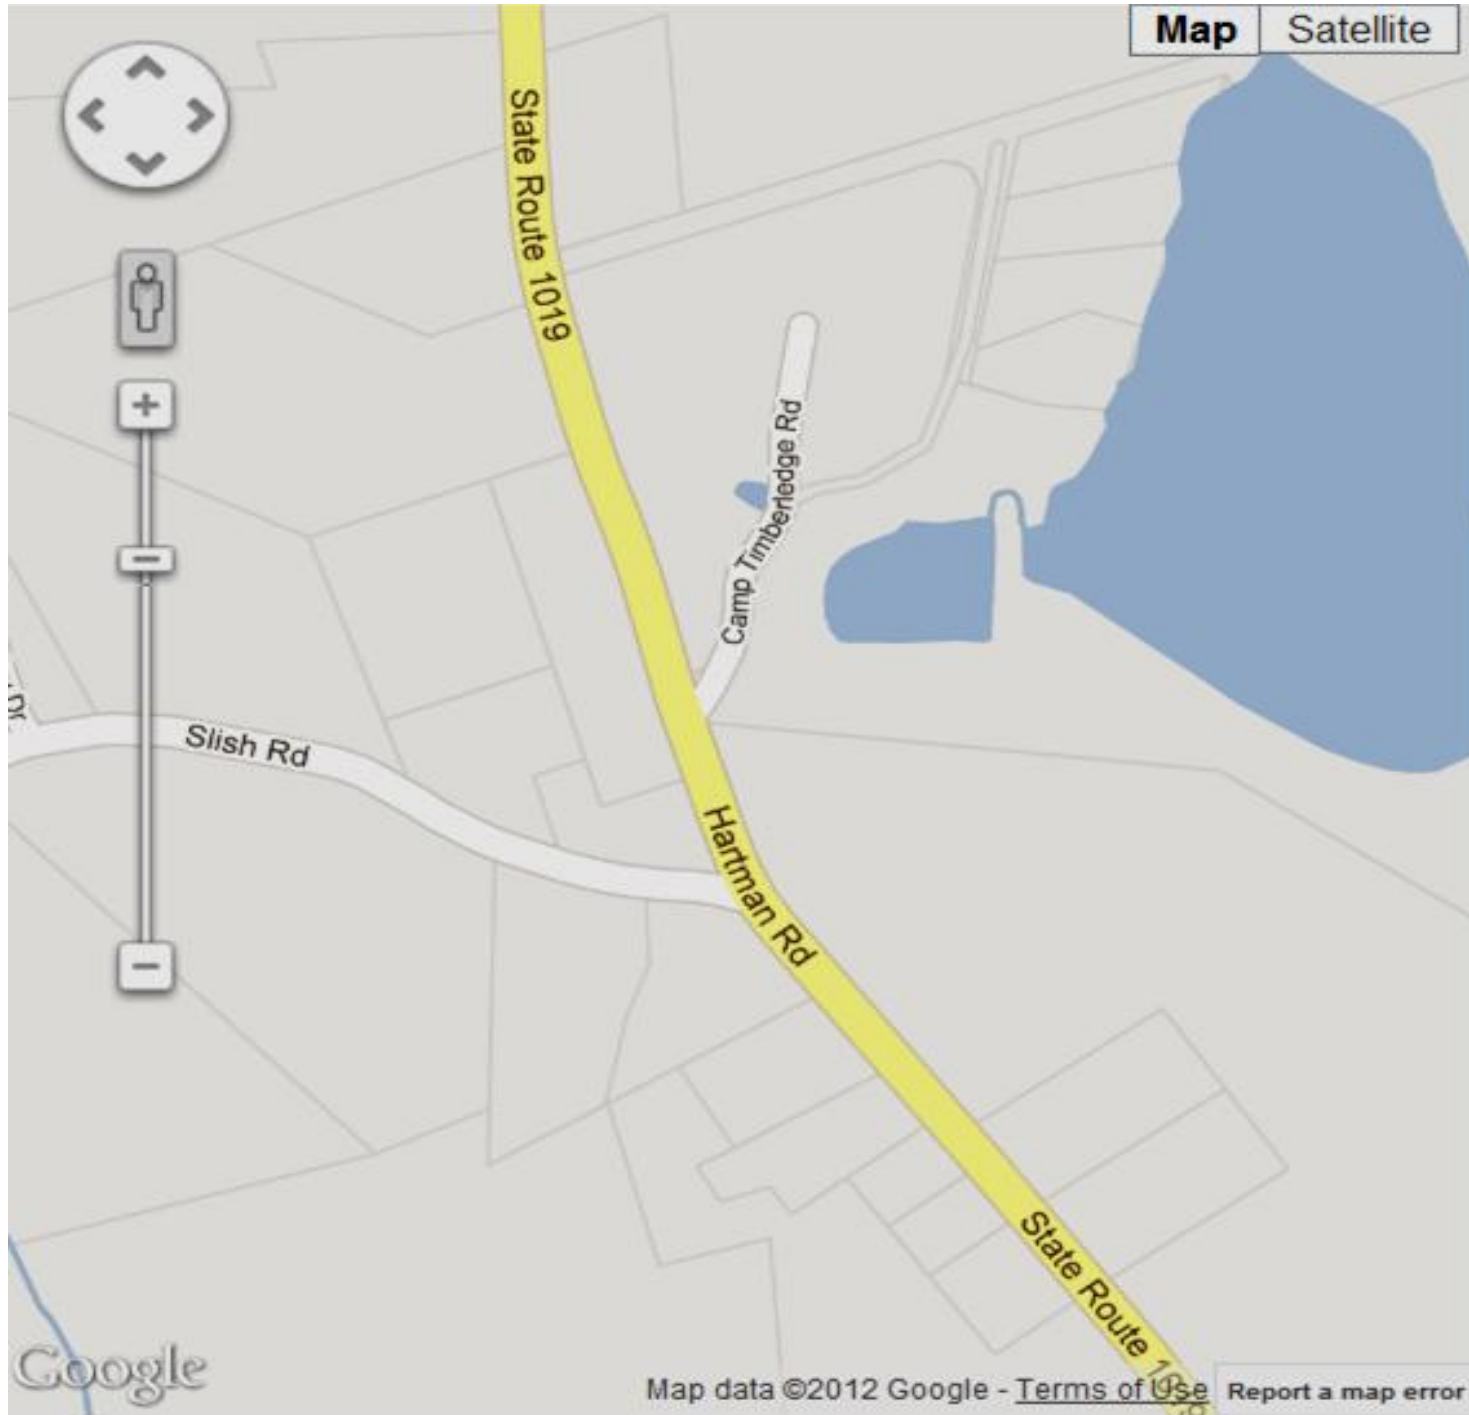 Map
Satellite
State Route 1019
Camp Timberledge Rd
Slish Rd
Hartman Rd
State Route 1019
Google
Map data ©2012 Google - Terms of Use
Report a map error